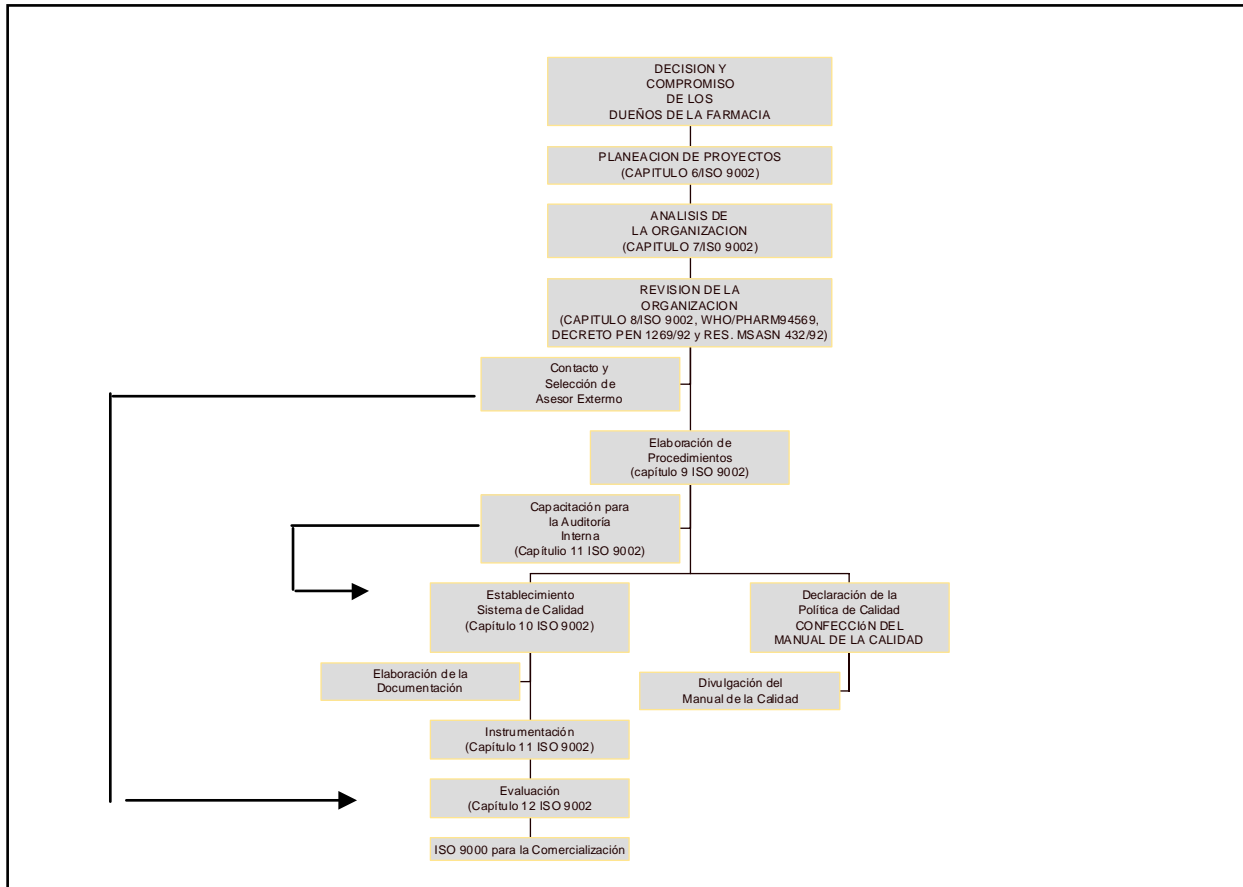 DECISION Y
COMPROMISO
DE LOS
DUEÑOS DE LA FARMACIA
PLANEACION DE PROYECTOS
(CAPITULO 6/ISO 9002)
ANALISIS DE
LA ORGANIZACION
(CAPITULO 7/IS0 9002)
REVISION DE LA
ORGANIZACION
(CAPITULO 8/ISO 9002, WHO/PHARM94569,
DECRETO PEN 1269/92 y RES. MSASN 432/92)
Contacto y
Selección de
Asesor Extermo
Elaboración de
Procedimientos
(capítulo 9 ISO 9002)
Capacitación para
la Auditoría
Interna
(Capítulio 11 ISO 9002)
Establecimiento
Sistema de Calidad
(Capítulo 10 ISO 9002)
Declaración de la
Política de Calidad
CONFECCIóN DEL
MANUAL DE LA CALIDAD
Elaboración de la
Documentación
Divulgación del
Manual de la Calidad
Instrumentación
(Capítulo 11 ISO 9002)
Evaluación
(Capítulo 12 ISO 9002
ISO 9000 para la Comercialización